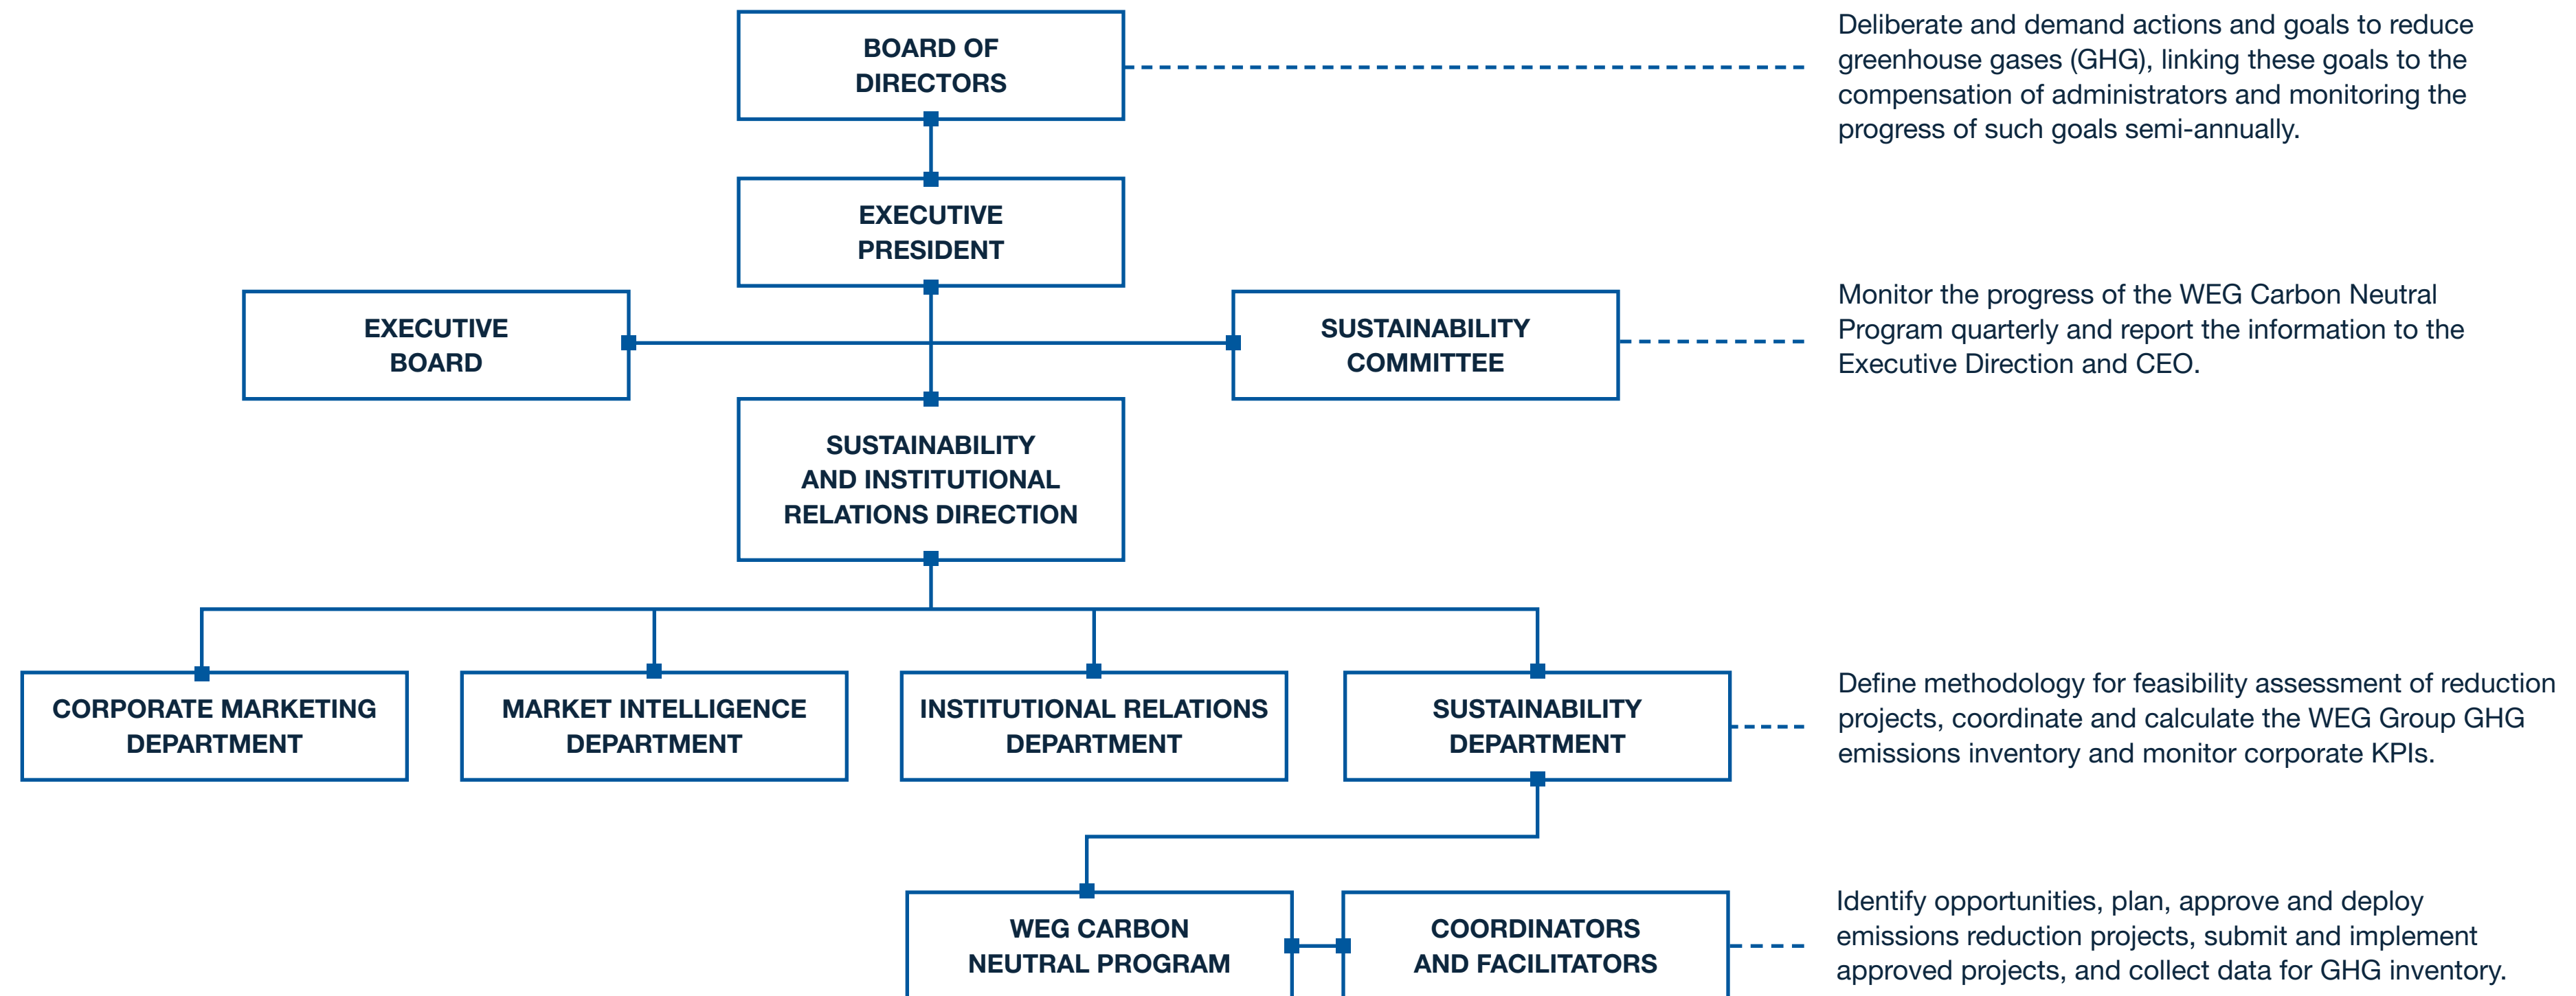 BOARD OF
DIRECTORS
Deliberate and demand actions and goals to reduce
greenhouse gases (GHG), linking these goals to the
compensation of administrators and monitoring the
progress of such goals semi-annually.
EXECUTIVE
PRESIDENT
EXECUTIVE
BOARD
SUSTAINABILITY
COMMITTEE
Monitor the progress of the WEG Carbon Neutral
Program quarterly and report the information to the
Executive Direction and CEO.
SUSTAINABILITY
AND INSTITUTIONAL
RELATIONS DIRECTION
CORPORATE MARKETING
DEPARTMENT
MARKET INTELLIGENCE
DEPARTMENT
INSTITUTIONAL RELATIONS
DEPARTMENT
SUSTAINABILITY
DEPARTMENT
Define methodology for feasibility assessment of reduction
projects, coordinate and calculate the WEG Group GHG
emissions inventory and monitor corporate KPIs.
WEG CARBON
NEUTRAL PROGRAM
COORDINATORS
AND FACILITATORS
Identify opportunities, plan, approve and deploy
emissions reduction projects, submit and implement
approved projects, and collect data for GHG inventory.